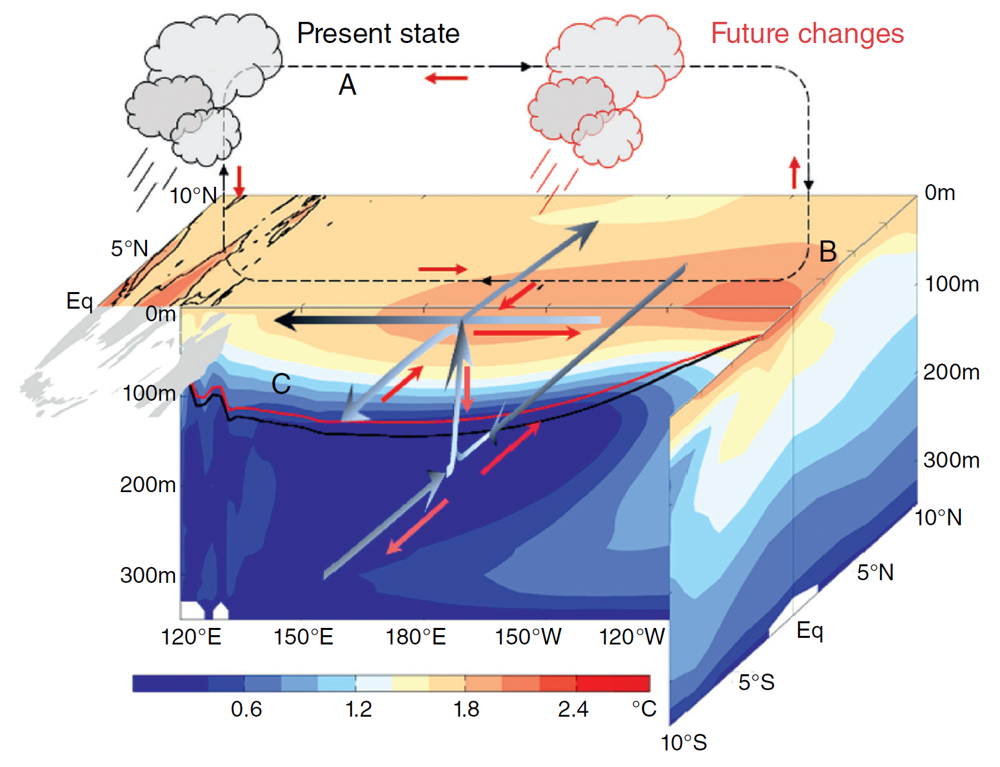 Present state
Future changes
A
10°N
0m
5°N
B
100m
Eq
0m
200m
C
100m
300m
200m
10°N
300m
5°N
Eq
120°E 150°E 180°E 150°W 120°W
5°S
0.6 1.2 1.8 2.4 °C
10°S